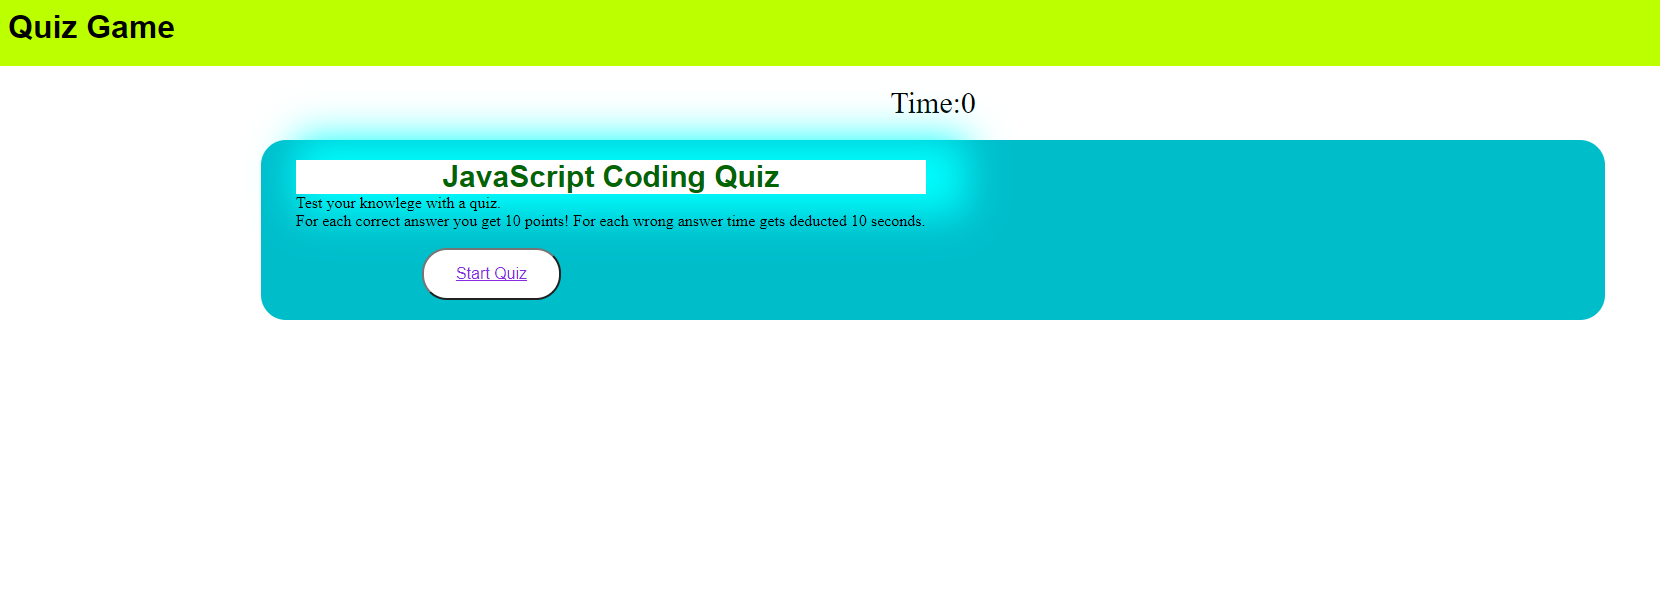 Quiz Game
Time:0
JavaScript Coding Quiz
Test your knowlege with a quiz.
For each correct answer you get 10 points! For each wrong answer time gets deducted 10 seconds.
Start Quiz